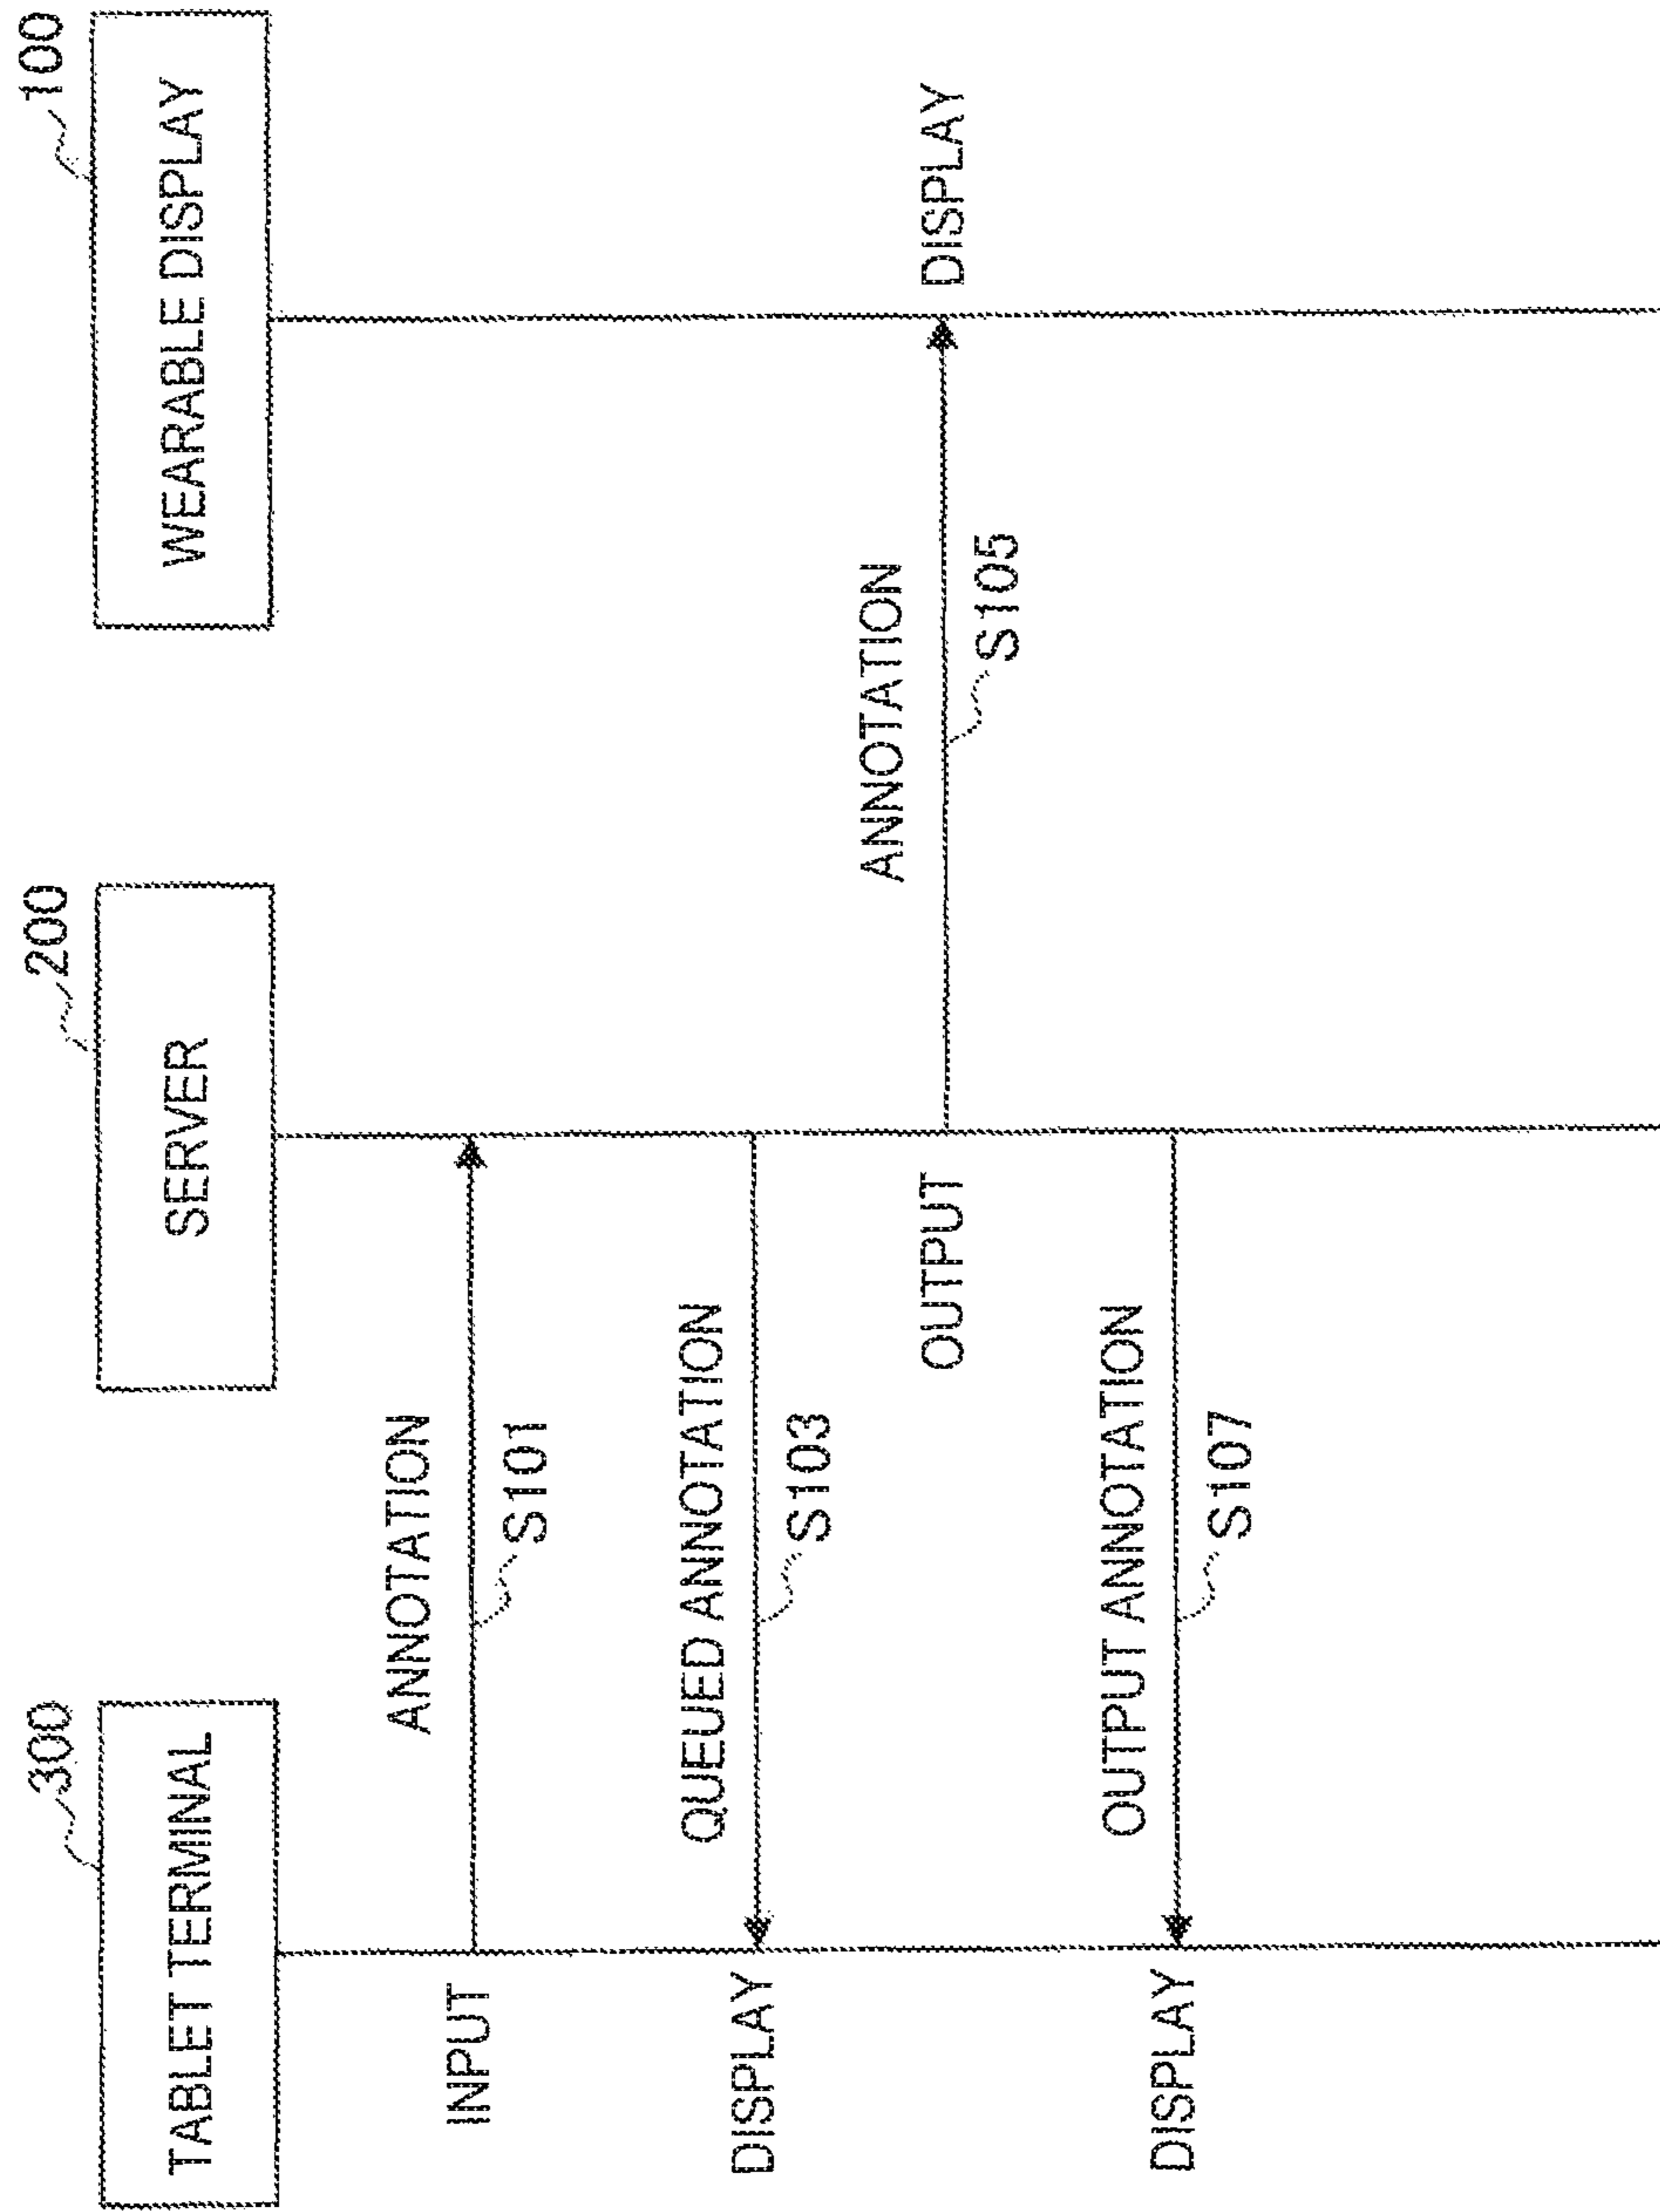 300
200
100
TABLET TERMINAL
SERVER
WEARABLE DISPLAY
ANNOTATION
INPUT
S101
QUEUED ANNOTATION
DISPLAY
S103
ANNOTATION
OUTPUT
DISPLAY
S105
OUTPUT ANNOTATION
DISPLAY
S107